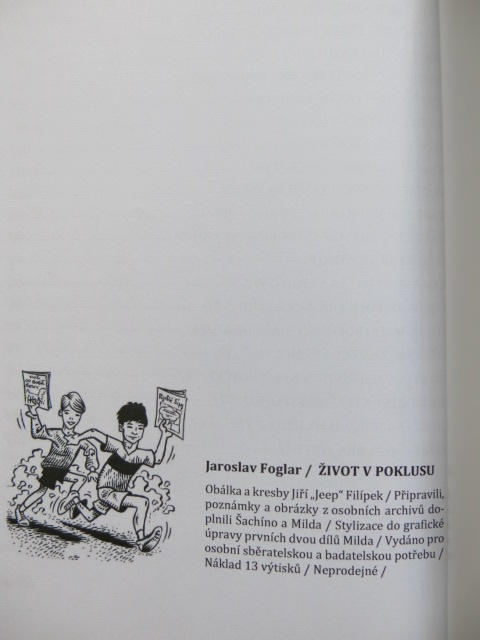 Jaroslav Foglar / ŽIVOT V POKLUSU
Obálka a kresby Jiří „Jeep“ Filípek / Připravili,
poznámky a obrázky z osobních archivů do-
plnili Šachíno a Milda / Stylizace do grafické
úpravy prvních dvou dílů Milda / Vydáno pro
osobní sběratelskou a badatelskou potřebu /
Náklad 13 výtisků / Neprodejné /